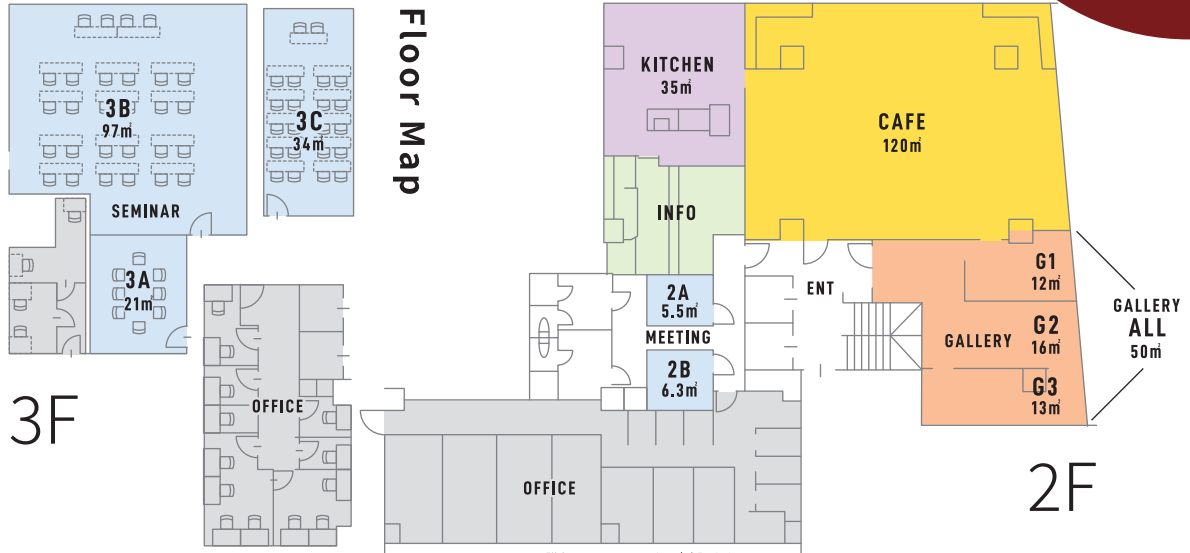 Floor Map
3B
97㎡
SEMINAR
3C
34㎡
3A
21㎡
3F
OFFICE
KITCHEN
35㎡
CAFE
120㎡
INFO
2A
5.5㎡
MEETING
2B
6.3㎡
ENT
G1
12㎡
GALLERY
G2
16㎡
G3
13㎡
GALLERY
ALL
50㎡
OFFICE
2F